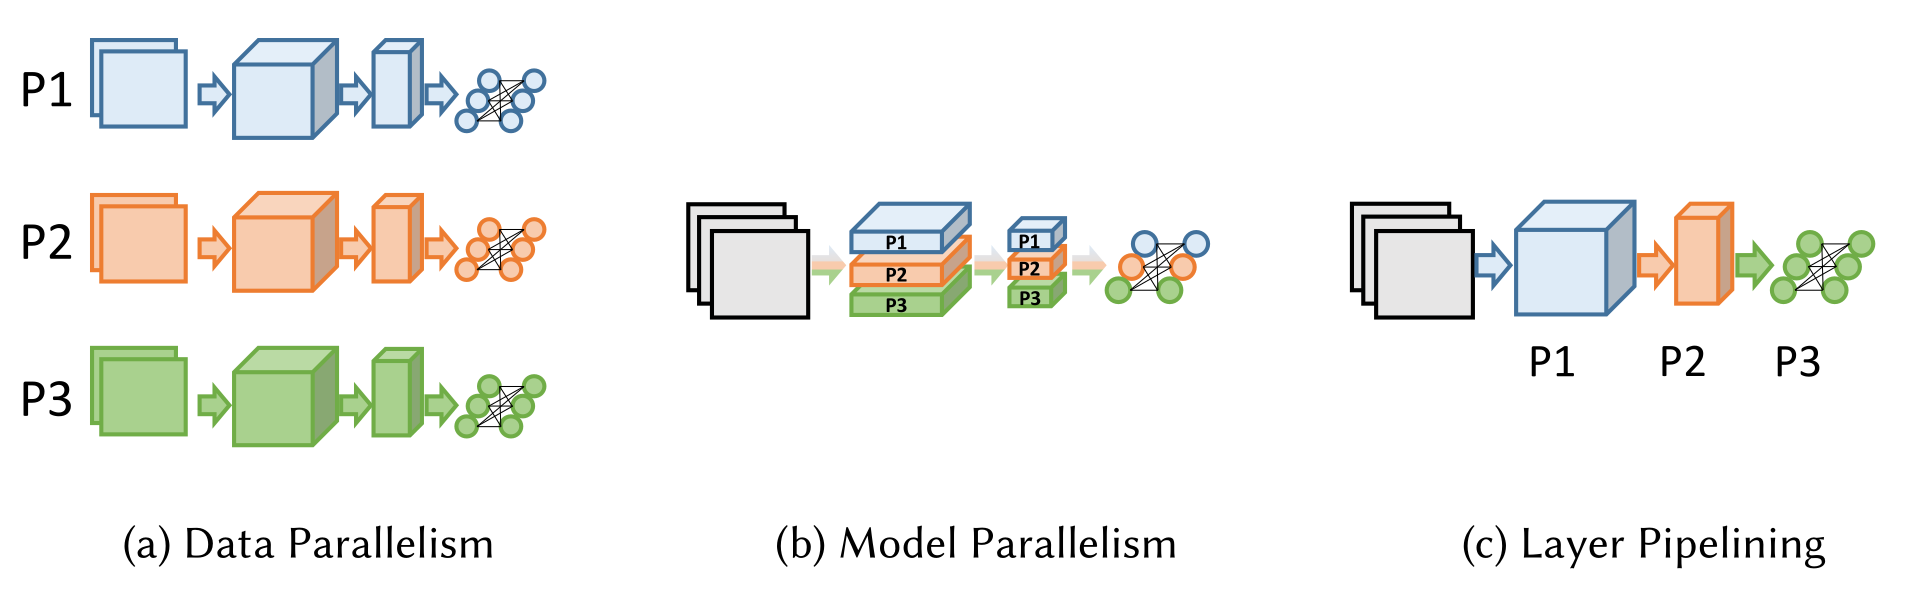 P1
P2
P3
(a) Data Parallelism
P1
P2
P3
P1
P2
P3
(b) Model Parallelism
P1 P2 P3
(c) Layer Pipelining